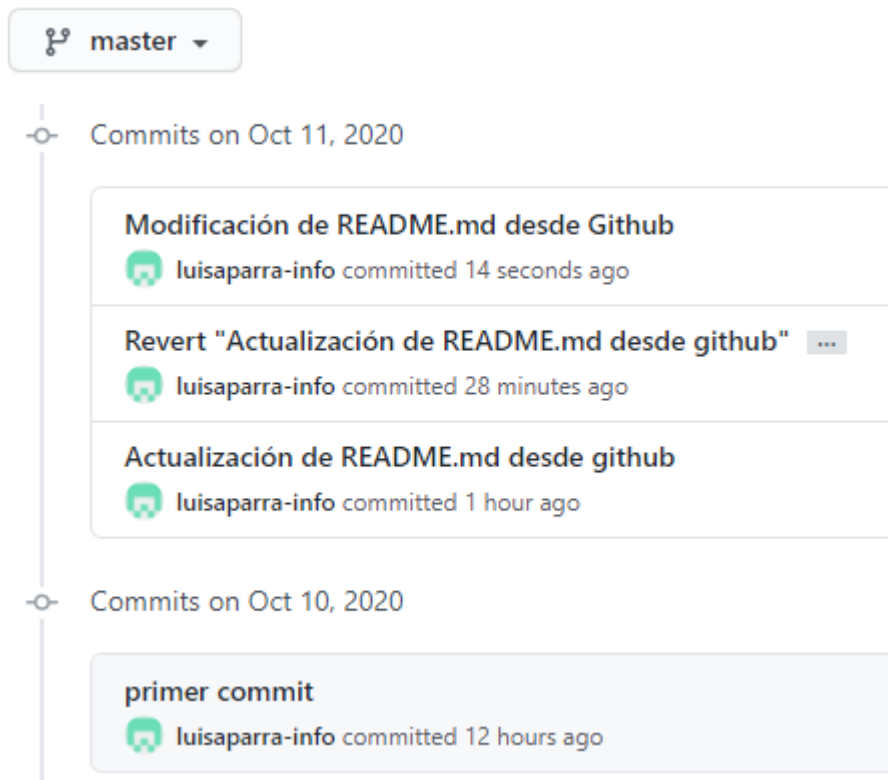 master
Commits on Oct 11, 2020
Modificación de README.md desde Github
luisaparra-info committed 14 seconds ago
Revert "Actualización de README.md desde github" ...
luisaparra-info committed 28 minutes ago
Actualización de README.md desde github
luisaparra-info committed 1 hour ago
Commits on Oct 10, 2020
primer commit
luisaparra-info committed 12 hours ago